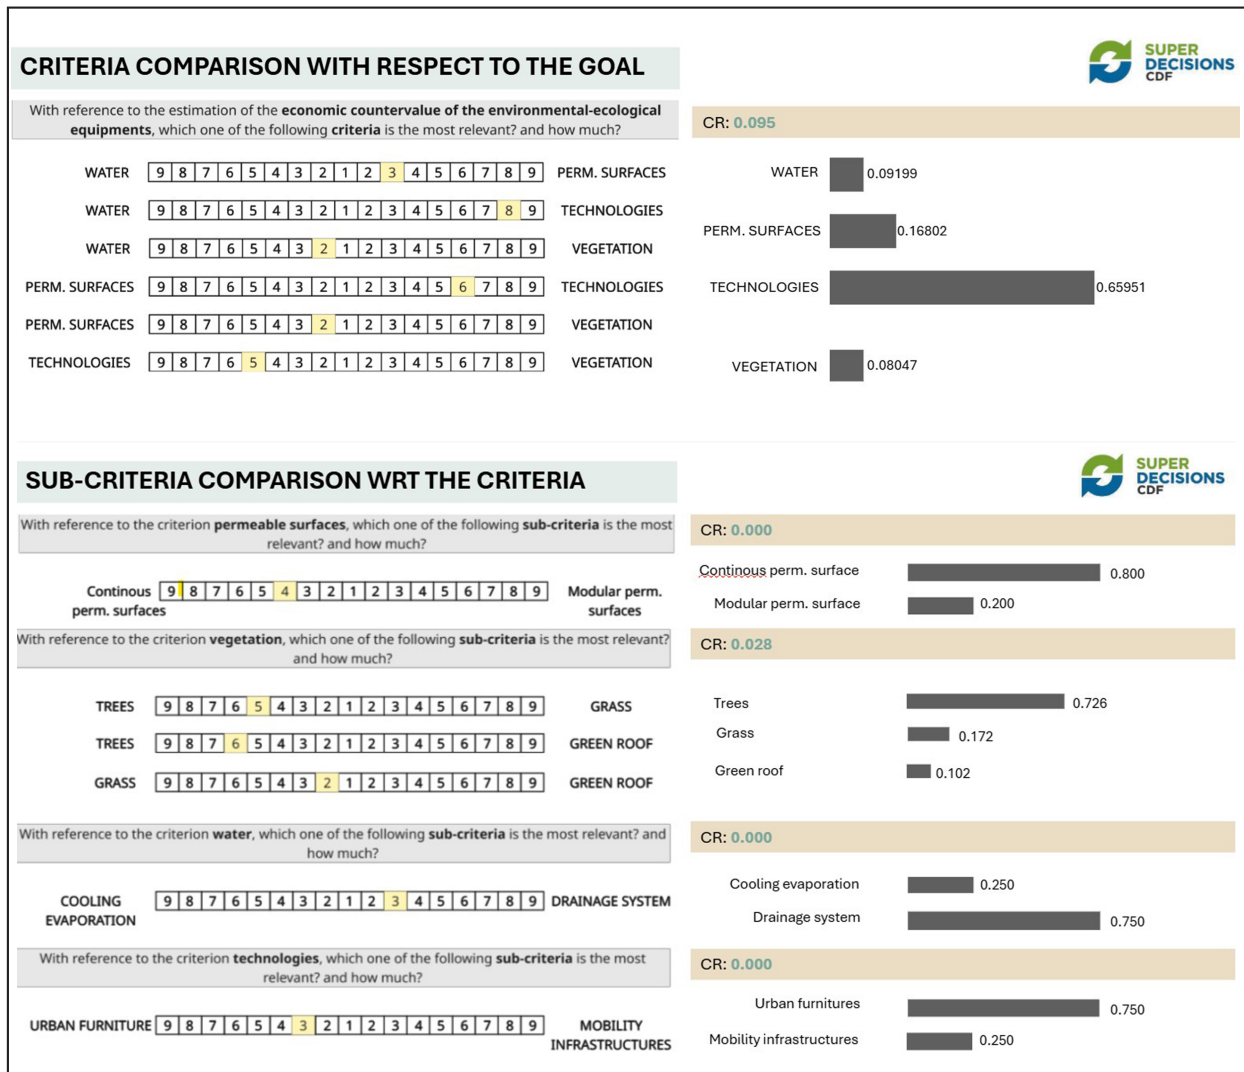 CRITERIA COMPARISON WITH RESPECT TO THE GOAL
SUPER
DECISIONS
CDF
With reference to the estimation of the economic countervalue of the environmental-ecological
equipments, which one of the following criteria is the most relevant? and how much?
CR: 0.095
WATER 9 8 7 6 5 4 3 2 1 2 3 4 5 6 7 8 9 PERM. SURFACES
WATER 9 8 7 6 5 4 3 2 1 2 3 4 5 6 7 8 9 TECHNOLOGIES
WATER 9 8 7 6 5 4 3 2 1 2 3 4 5 6 7 8 9 VEGETATION
PERM. SURFACES 9 8 7 6 5 4 3 2 1 2 3 4 5 6 7 8 9 TECHNOLOGIES
PERM. SURFACES 9 8 7 6 5 4 3 2 1 2 3 4 5 6 7 8 9 VEGETATION
TECHNOLOGIES 9 8 7 6 5 4 3 2 1 2 3 4 5 6 7 8 9 VEGETATION
WATER 0.09199
PERM. SURFACES 0.16802
TECHNOLOGIES 0.65951
VEGETATION 0.08047
SUB-CRITERIA COMPARISON WRT THE CRITERIA
SUPER
DECISIONS
CDF
With reference to the criterion permeable surfaces, which one of the following sub-criteria is the most
relevant? and how much?
CR: 0.000
Continous 9 8 7 6 5 4 3 2 1 2 3 4 5 6 7 8 9 Modular perm.
perm. surfaces surfaces
Continous perm. surface 0.800
Modular perm. surface 0.200
With reference to the criterion vegetation, which one of the following sub-criteria is the most relevant?
and how much?
CR: 0.028
TREES 9 8 7 6 5 4 3 2 1 2 3 4 5 6 7 8 9 GRASS
TREES 9 8 7 6 5 4 3 2 1 2 3 4 5 6 7 8 9 GREEN ROOF
GRASS 9 8 7 6 5 4 3 2 1 2 3 4 5 6 7 8 9 GREEN ROOF
Trees 0.726
Grass 0.172
Green roof 0.102
With reference to the criterion water, which one of the following sub-criteria is the most relevant? and
how much?
CR: 0.000
COOLING 9 8 7 6 5 4 3 2 1 2 3 4 5 6 7 8 9 DRAINAGE SYSTEM
EVAPORATION
Cooling evaporation 0.250
Drainage system 0.750
With reference to the criterion technologies, which one of the following sub-criteria is the most
relevant? and how much?
CR: 0.000
URBAN FURNITURE 9 8 7 6 5 4 3 2 1 2 3 4 5 6 7 8 9 MOBILITY
INFRASTRUCTURES
Urban furnitures 0.750
Mobility infrastructures 0.250